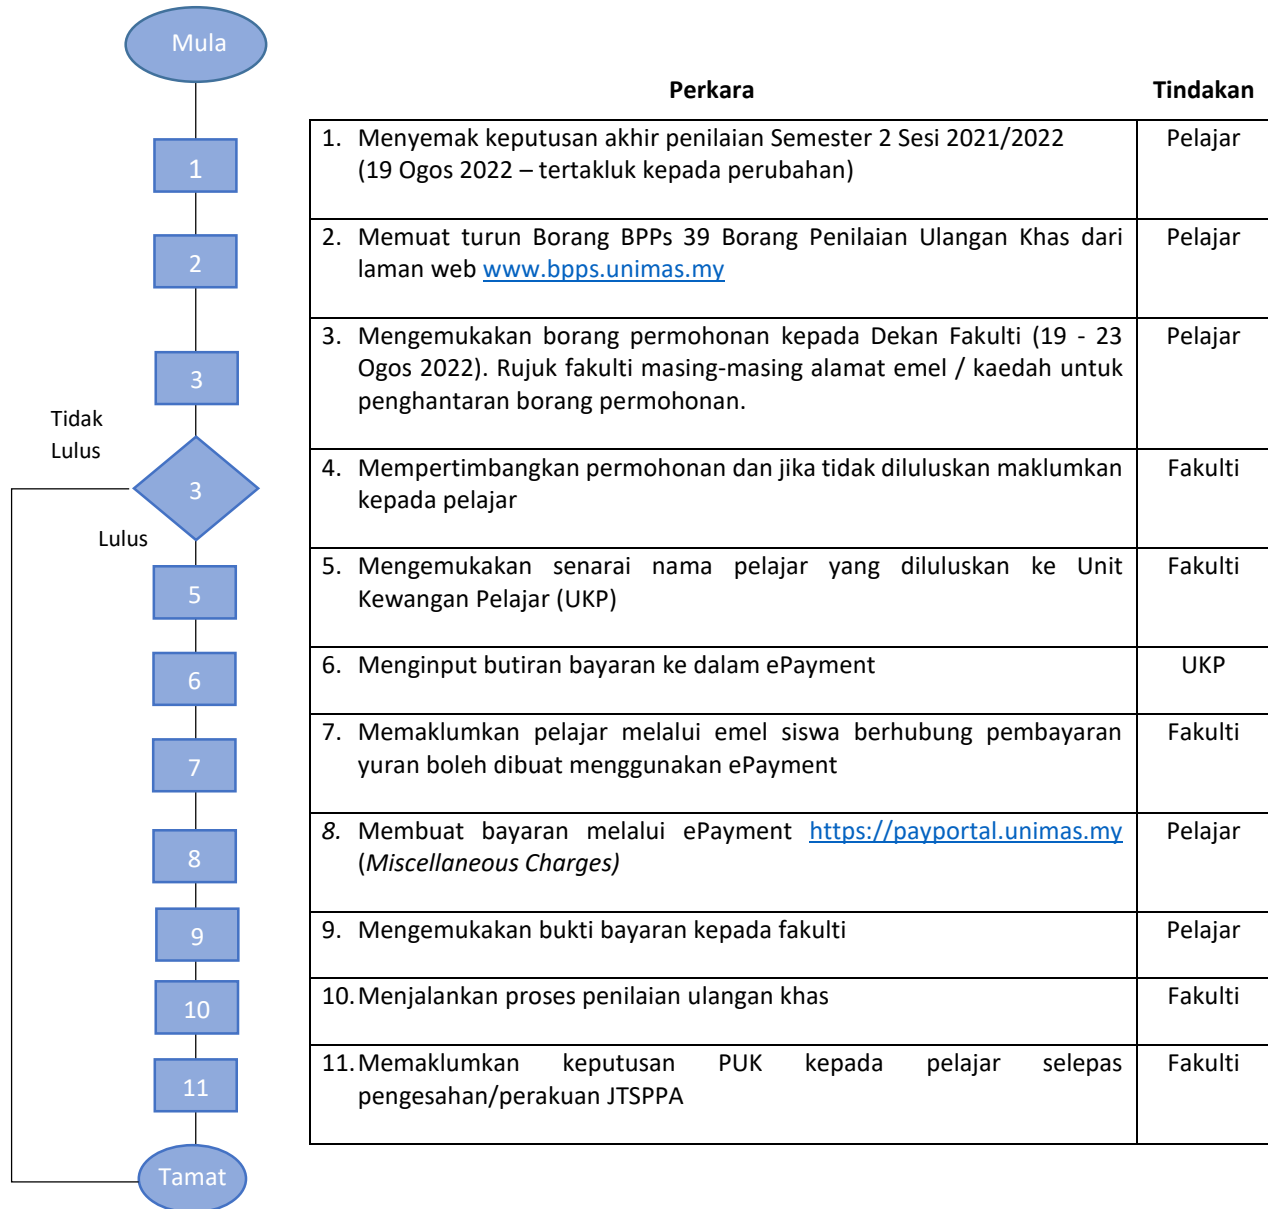 Mula
1
2
3
Tidak
Lulus
3
Lulus
5
6
7
8
9
10
11
Tamat
Perkara Tindakan
1. Menyemak keputusan akhir penilaian Semester 2 Sesi 2021/2022 Pelajar
(19 Ogos 2022 – tertakluk kepada perubahan)
2. Memuat turun Borang BPPs 39 Borang Penilaian Ulangan Khas dari Pelajar
laman web www.bpps.unimas.my
3. Mengemukakan borang permohonan kepada Dekan Fakulti (19 - 23 Pelajar
Ogos 2022). Rujuk fakulti masing-masing alamat emel / kaedah untuk
penghantaran borang permohonan.
4. Mempertimbangkan permohonan dan jika tidak diluluskan maklumkan Fakulti
kepada pelajar
5. Mengemukakan senarai nama pelajar yang diluluskan ke Unit Fakulti
Kewangan Pelajar (UKP)
6. Menginput butiran bayaran ke dalam ePayment UKP
7. Memaklumkan pelajar melalui emel siswa berhubung pembayaran Fakulti
yuran boleh dibuat menggunakan ePayment
8. Membuat bayaran melalui ePayment https://payportal.unimas.my Pelajar
(Miscellaneous Charges)
9. Mengemukakan bukti bayaran kepada fakulti Pelajar
10. Menjalankan proses penilaian ulangan khas Fakulti
11. Memaklumkan keputusan PUK kepada pelajar selepas Fakulti
pengesahan/perakuan JTSPPA